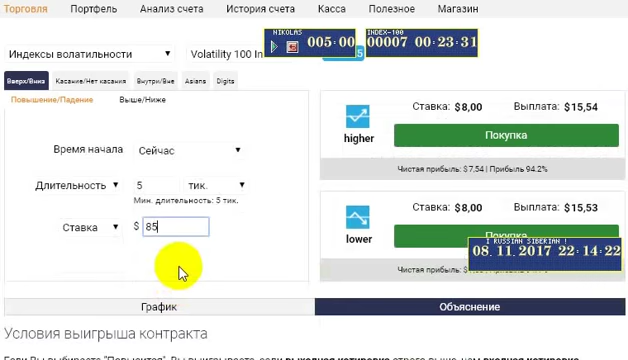 Торговля Портфель Анализ счета История счета Касса Полезное Магазин
NIKOLAS
005:00
INDEX-100
00007 00:23:31
Индексы волатильности Volatility 100 In
Вверх/Вниз Касание/Нет касания Внутри/Вне Asians Digits
Повышение/Падение Выше/Ниже
Время начала Сейчас
Длительность 5 тик.
Мин. длительность: 5 тик.
Ставка $ 85
higher
Ставка: $8,00 Выплата: $15,54
Покупка
Чистая прибыль: $7,54 | Прибыль 94.2%
lower
Ставка: $8,00 Выплата: $15,53
Покупка
I RUSSIAN SIBERIAN !
08.11.2017 22:14:22
График Объяснение
Условия выигрыша контракта